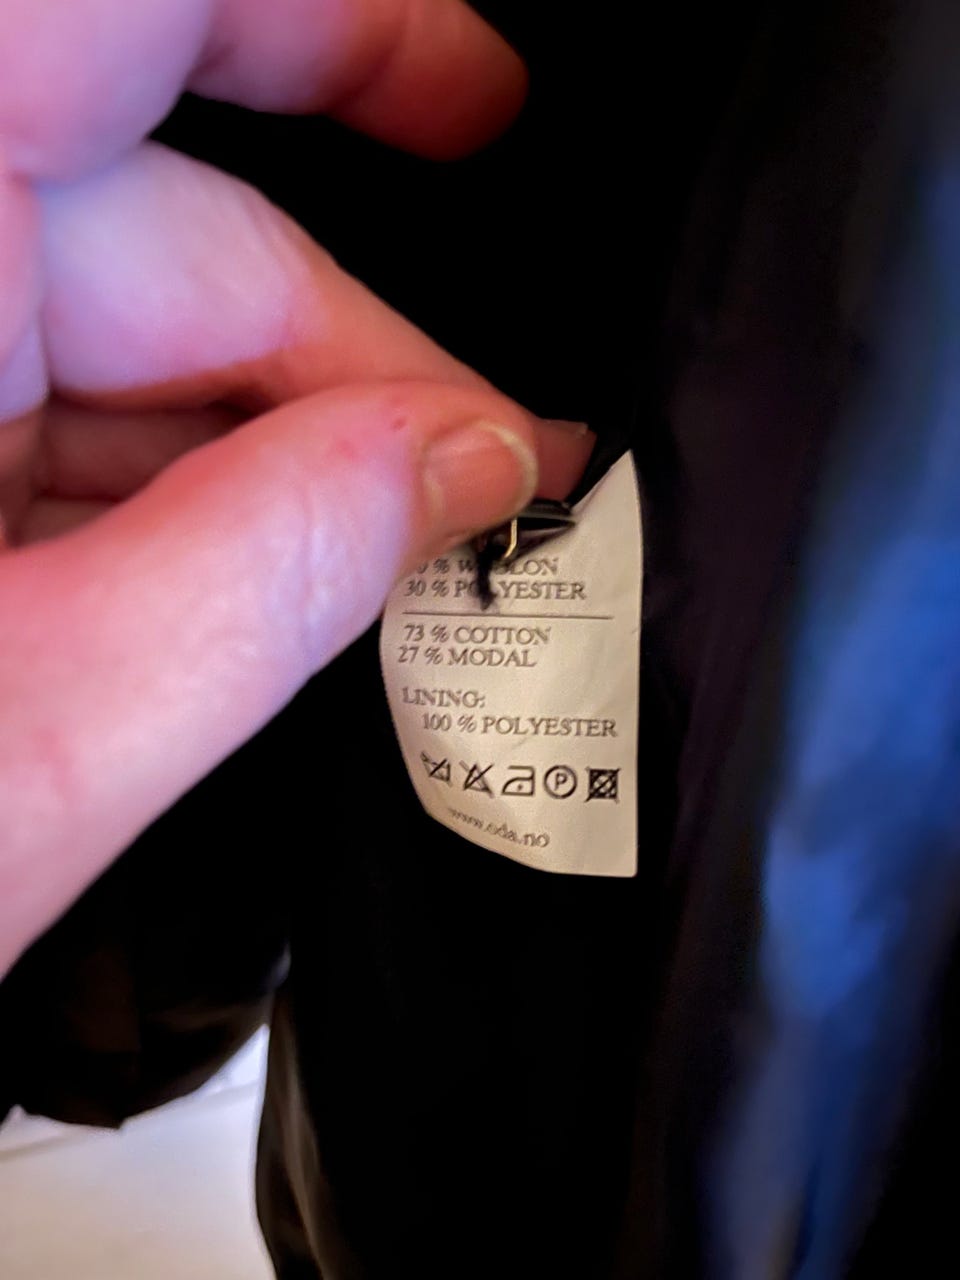 30 % POLYESTER
73 % COTTON
27 % MODAL
LINING:
100 % POLYESTER
P
www.oda.no